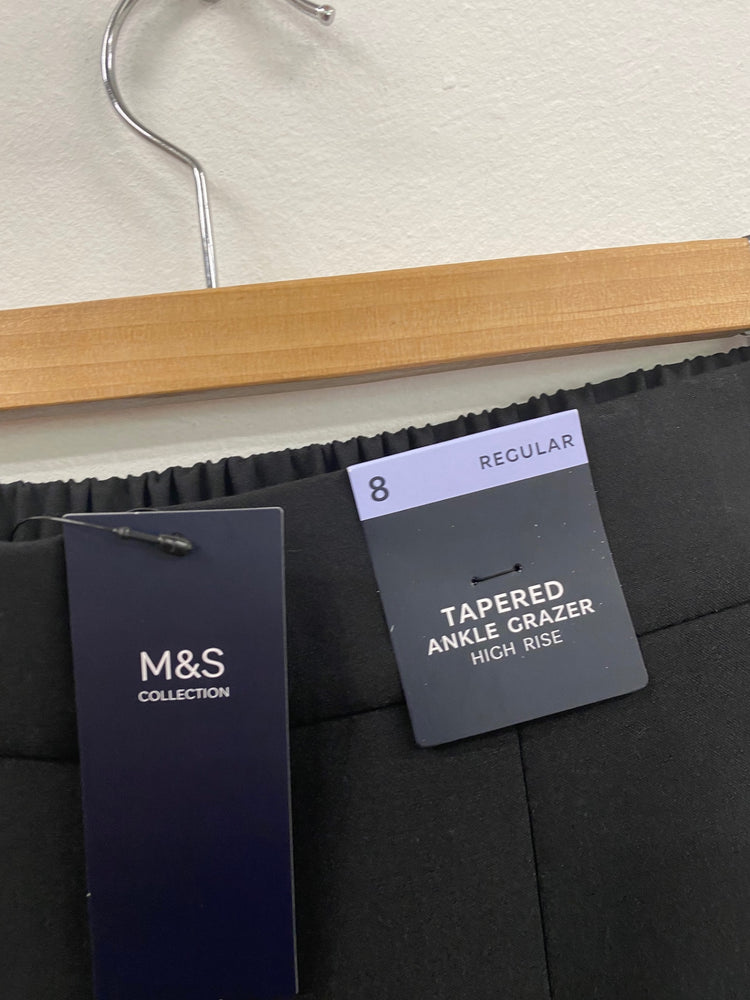 8 REGULAR
TAPERED
ANKLE GRAZER
HIGH RISE
M&S
COLLECTION